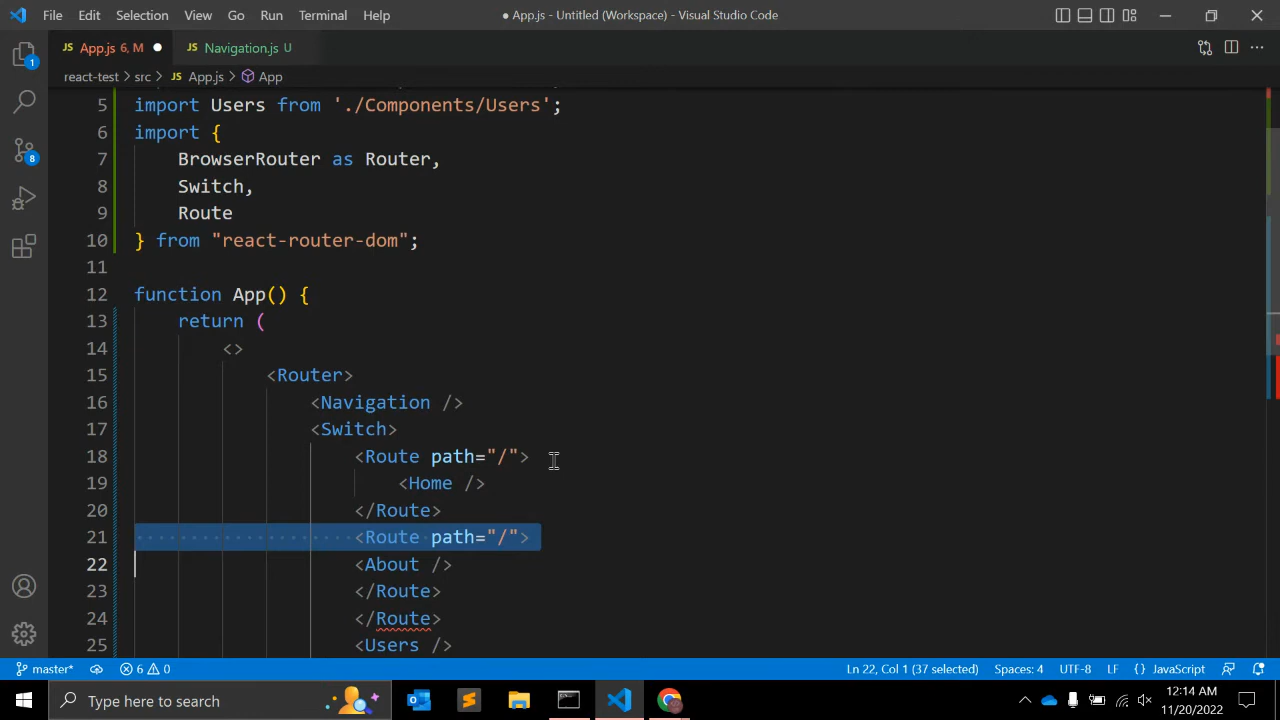 File Edit Selection View Go Run Terminal Help ● App.js - Untitled (Workspace) - Visual Studio Code
JS App.js 6, M JS Navigation.js U
react-test > src > JS App.js > App
1
8
5 import Users from './Components/Users';
6 import {
7 BrowserRouter as Router,
8 Switch,
9 Route
10 } from "react-router-dom";
11
12 function App() {
13 return (
14 <>
15 <Router>
16 <Navigation />
17 <Switch>
18 <Route path="/">
19 <Home />
20 </Route>
21 <Route path="/">
22 <About />
23 </Route>
24 </Route>
25 <Users />
master* 6 0 Ln 22, Col 1 (37 selected) Spaces: 4 UTF-8 LF {} JavaScript
Type here to search 12:14 AM
11/20/2022